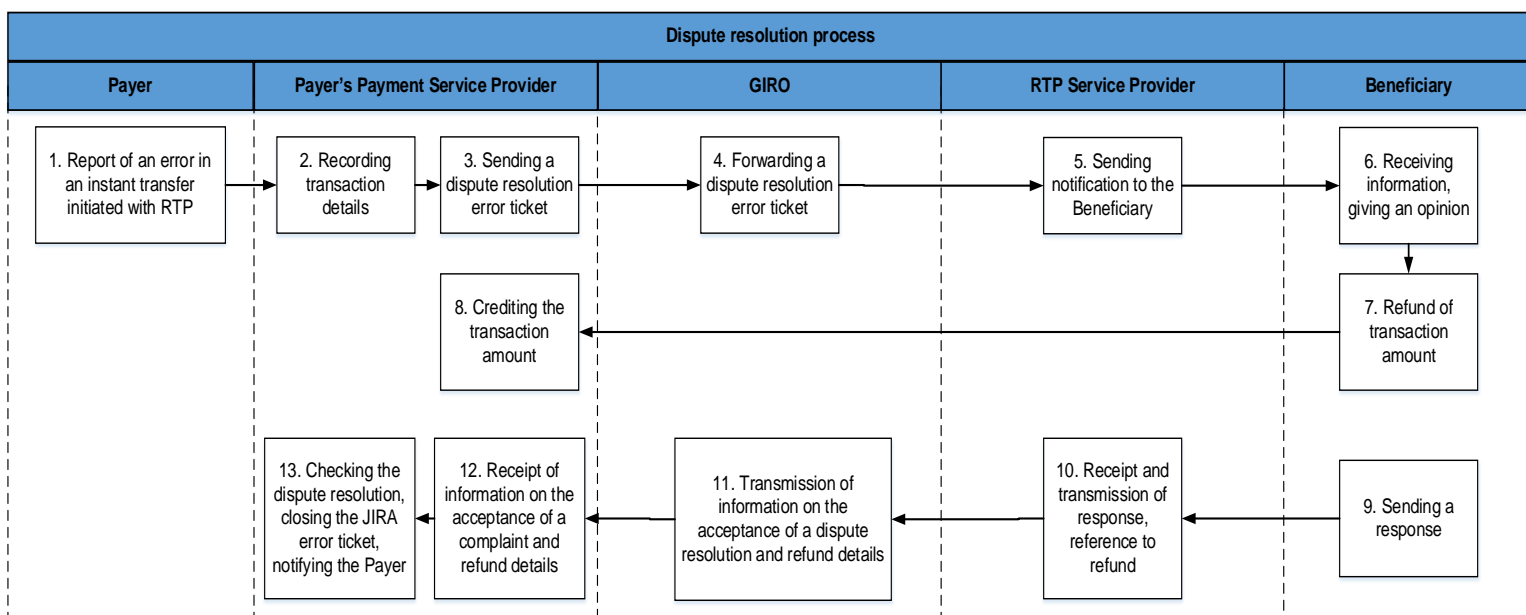 Dispute resolution process
Payer
Payer's Payment Service Provider
GIRO
RTP Service Provider
Beneficiary
1. Report of an error in
an instant transfer
initiated with RTP
2. Recording
transaction
details
3. Sending a
dispute resolution
error ticket
4. Forwarding a
dispute resolution
error ticket
5. Sending
notification to the
Beneficiary
6. Receiving
information,
giving an opinion
8. Crediting the
transaction
amount
7. Refund of
transaction
amount
13. Checking the
dispute resolution,
closing the JIRA
error ticket,
notifying the Payer
12. Receipt of
information on the
acceptance of a
complaint and
refund details
11. Transmission of
information on the
acceptance of a dispute
resolution and refund details
10. Receipt and
transmission of
response,
reference to
refund
9. Sending a
response